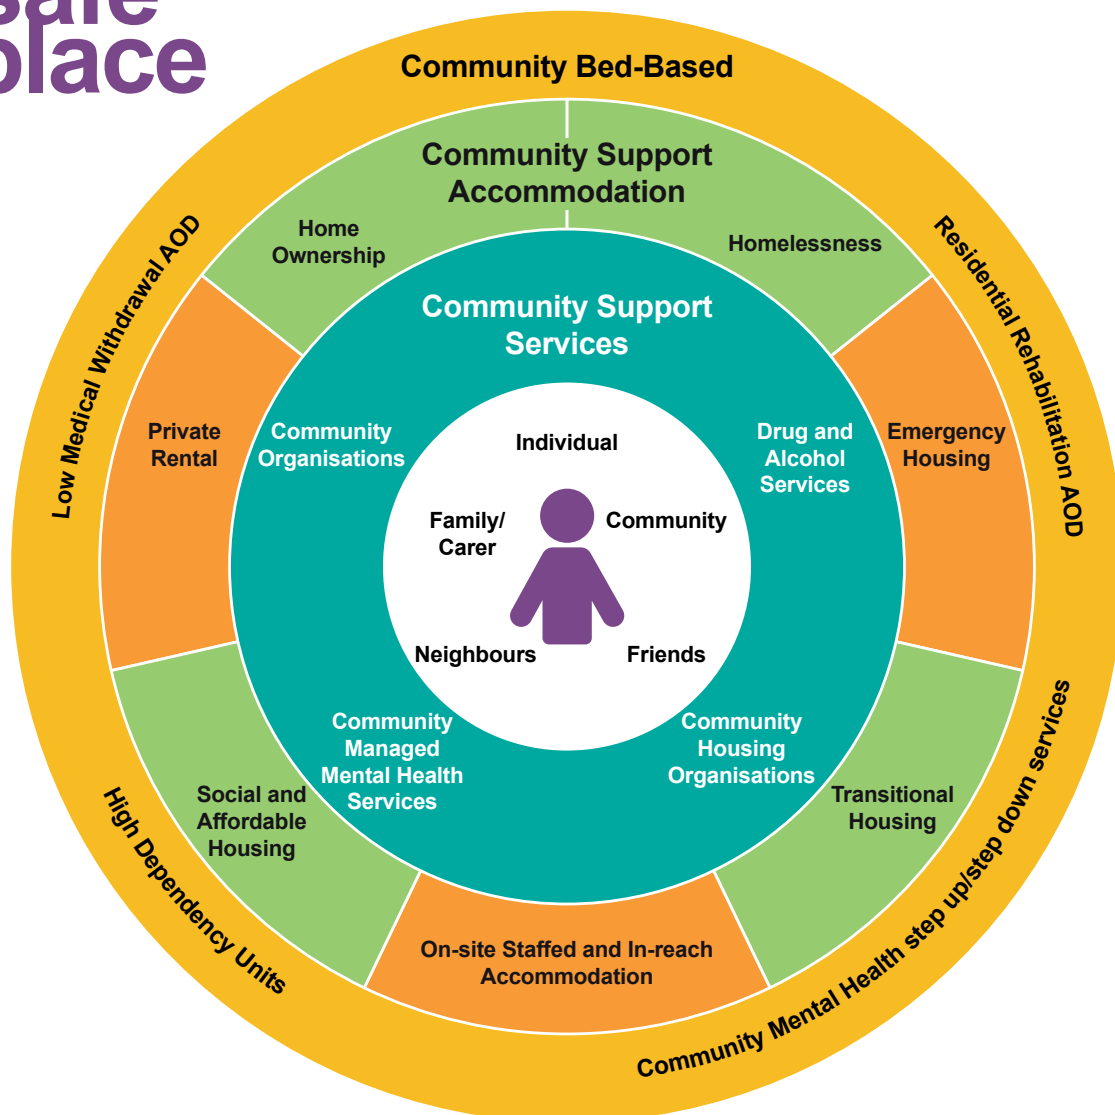 safe
place
Community Bed-Based
Community Support
Accommodation
Home
Ownership
Homelessness
Low Medical Withdrawal AOD
Residential Rehabilitation AOD
Community Support
Services
Private
Rental
Community
Organisations
Drug and
Alcohol
Services
Emergency
Housing
Individual
Family/
Carer
Community
Neighbours
Friends
Community
Managed
Mental Health
Services
Community
Housing
Organisations
Social and
Affordable
Housing
Transitional
Housing
High Dependency Units
Community Mental Health step up/step down services
On-site Staffed and In-reach
Accommodation